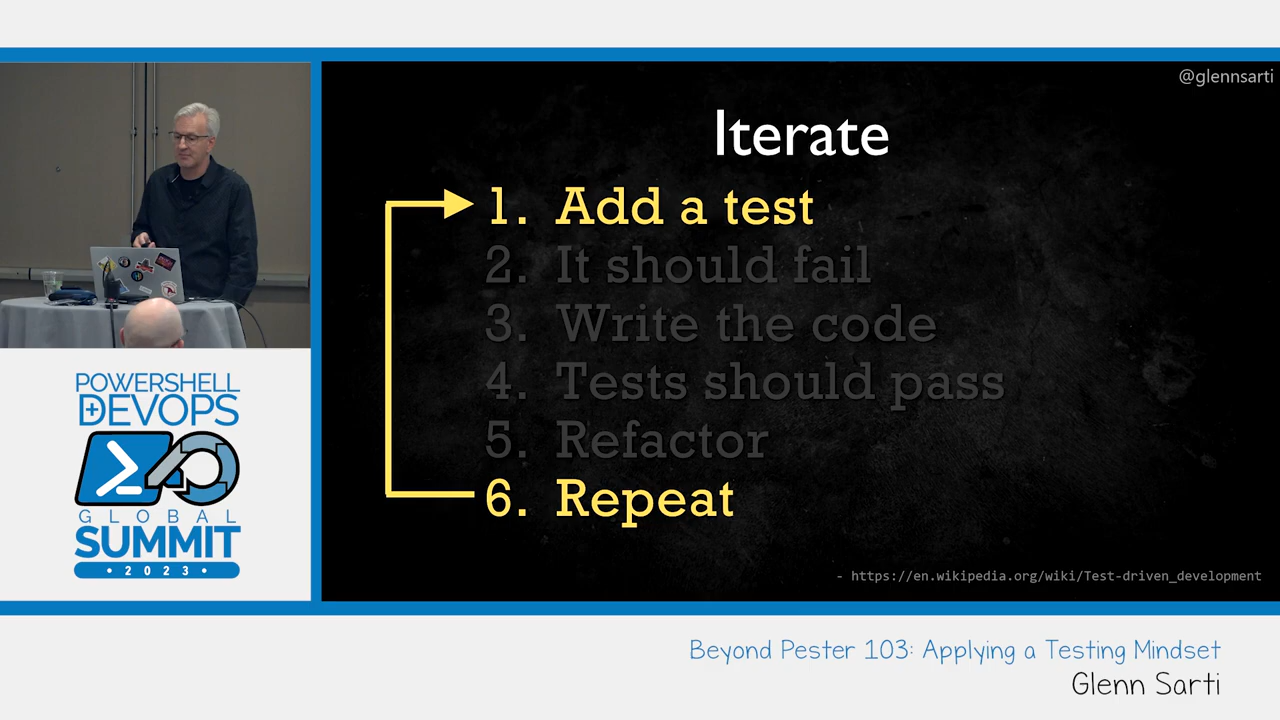 @glennsarti
Iterate
1. Add a test
2. It should fail
3. Write the code
4. Tests should pass
5. Refactor
6. Repeat
- https://en.wikipedia.org/wiki/Test-driven_development
POWERSHELL
+DEVOPS
GLOBAL
SUMMIT
• 2023 •
Beyond Pester 103: Applying a Testing Mindset
Glenn Sarti